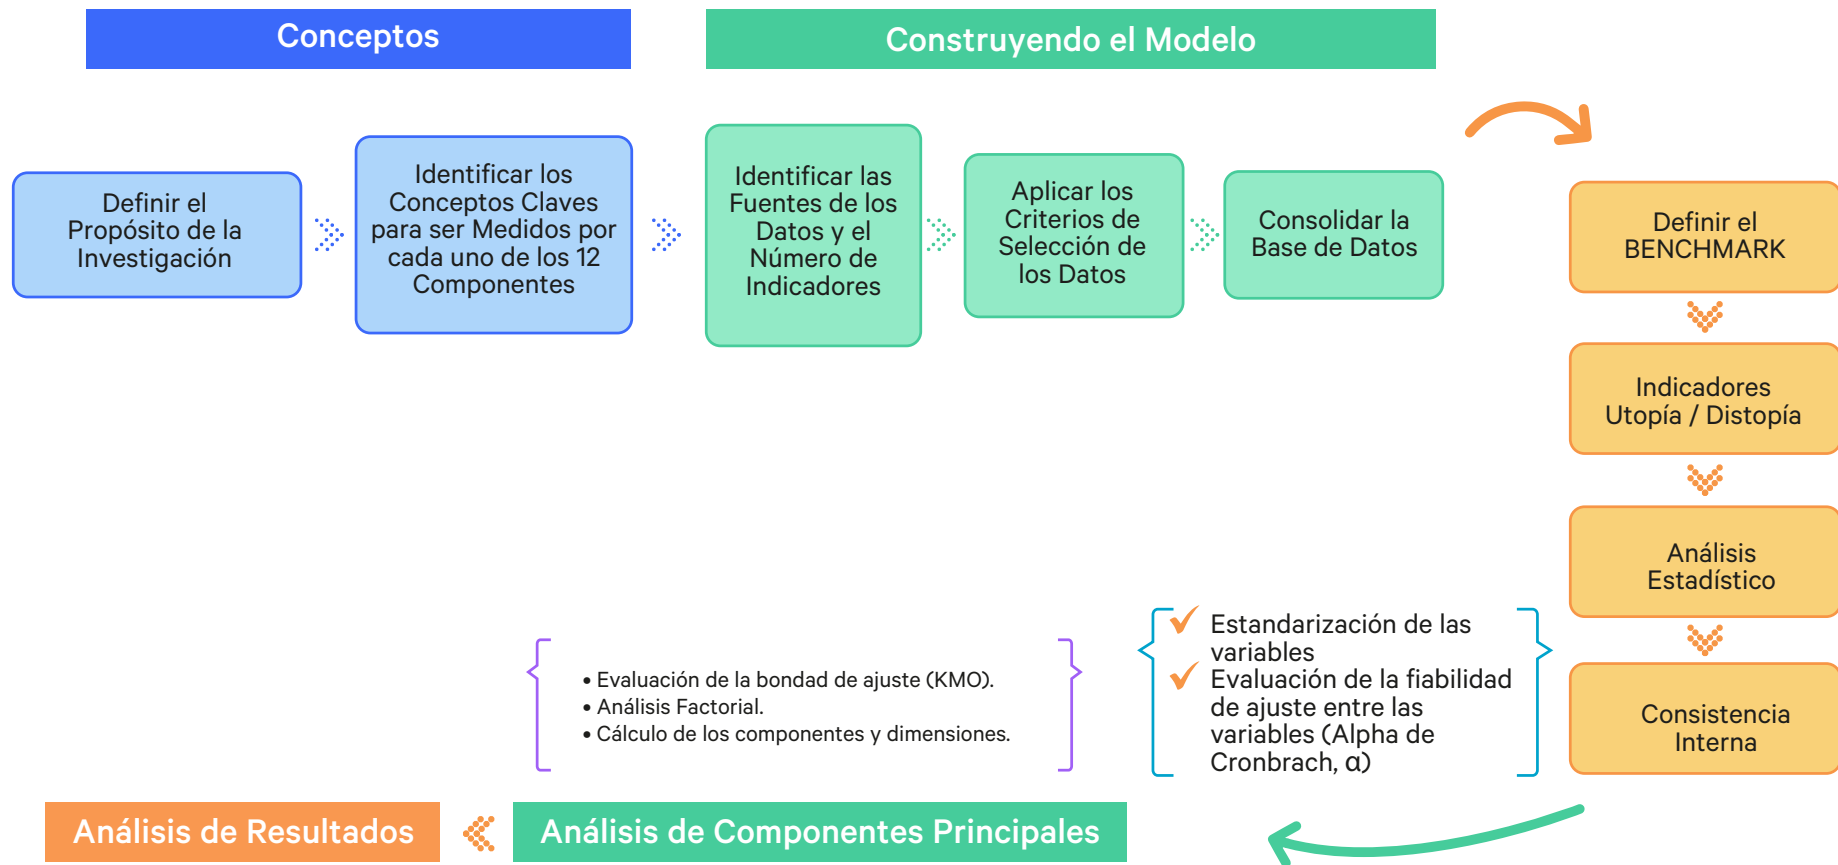 Conceptos
Construyendo el Modelo
Definir el
Propósito de la
Investigación
Identificar los
Conceptos Claves
para ser Medidos por
cada uno de los 12
Componentes
Identificar las
Fuentes de los
Datos y el
Número de
Indicadores
Aplicar los
Criterios de
Selección de
los Datos
Consolidar la
Base de Datos
Definir el
BENCHMARK
Indicadores
Utopía / Distopía
Análisis
Estadístico
Consistencia
Interna
Estandarización de las
variables
Evaluación de la fiabilidad
de ajuste entre las
variables (Alpha de
Cronbrach, α)
• Evaluación de la bondad de ajuste (KMO).
• Análisis Factorial.
• Cálculo de los componentes y dimensiones.
Análisis de Componentes Principales
Análisis de Resultados